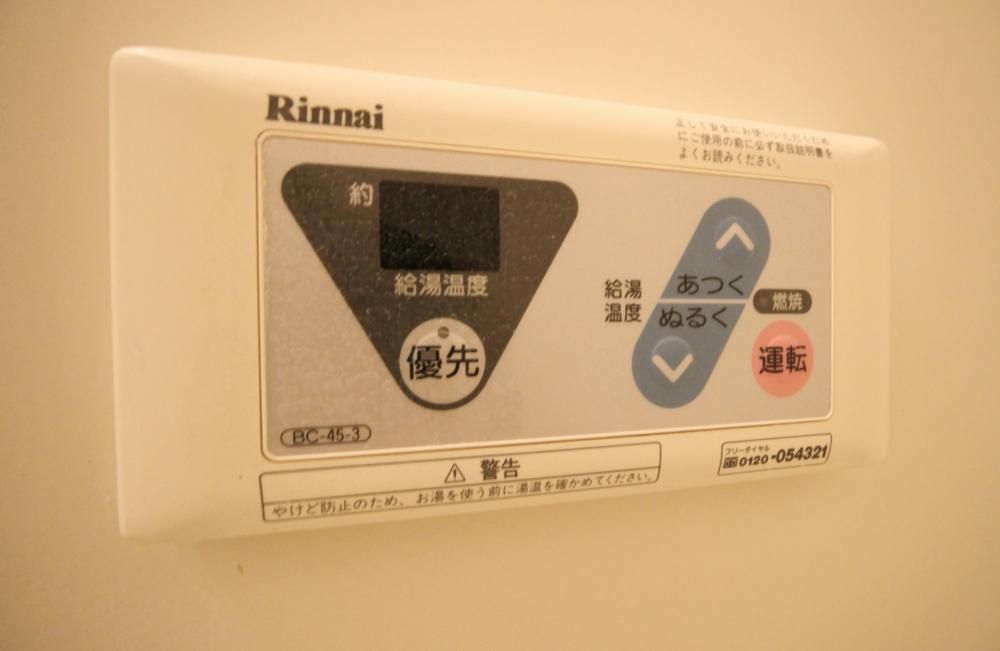 Rinnai
正しく安全にお使いいただくため
にご使用の前に必ず取扱説明書を
よくお読みください。
約
給湯温度
優先
給湯
温度
あつく
ぬるく
燃焼
運転
BC-45-3
⚠ 警告
やけど防止のため、お湯を使う前に湯温を確かめてください。
フリーダイヤル
0120-054321